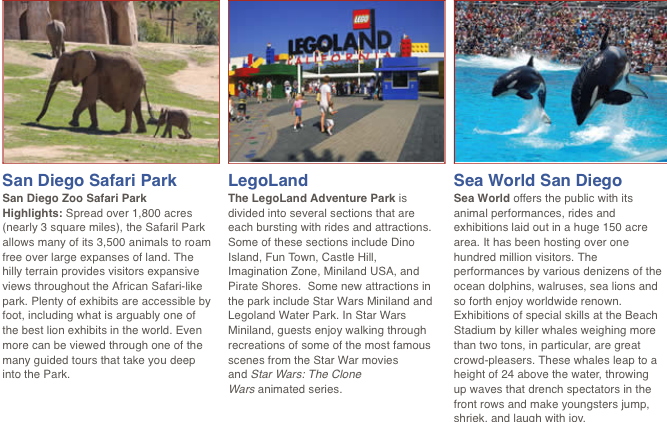 LEGO
LEGOLAND
CALIFORNIA
San Diego Safari Park
San Diego Zoo Safari Park
Highlights: Spread over 1,800 acres
(nearly 3 square miles), the Safaril Park
allows many of its 3,500 animals to roam
free over large expanses of land. The
hilly terrain provides visitors expansive
views throughout the African Safari-like
park. Plenty of exhibits are accessible by
foot, including what is arguably one of
the best lion exhibits in the world. Even
more can be viewed through one of the
many guided tours that take you deep
into the Park.
LegoLand
The LegoLand Adventure Park is
divided into several sections that are
each bursting with rides and attractions.
Some of these sections include Dino
Island, Fun Town, Castle Hill,
Imagination Zone, Miniland USA, and
Pirate Shores. Some new attractions in
the park include Star Wars Miniland and
Legoland Water Park. In Star Wars
Miniland, guests enjoy walking through
recreations of some of the most famous
scenes from the Star War movies
and Star Wars: The Clone
Wars animated series.
Sea World San Diego
Sea World offers the public with its
animal performances, rides and
exhibitions laid out in a huge 150 acre
area. It has been hosting over one
hundred million visitors. The
performances by various denizens of the
ocean dolphins, walruses, sea lions and
so forth enjoy worldwide renown.
Exhibitions of special skills at the Beach
Stadium by killer whales weighing more
than two tons, in particular, are great
crowd-pleasers. These whales leap to a
height of 24 above the water, throwing
up waves that drench spectators in the
front rows and make youngsters jump,
shriek, and laugh with joy.